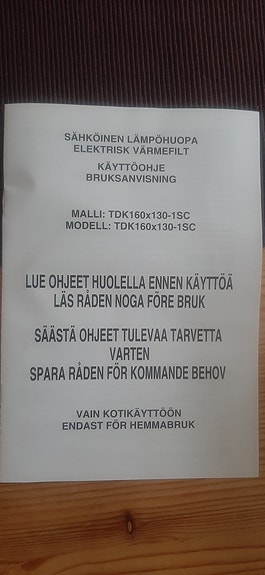 SÄHKÖINEN LÄMPÖHUOPA
ELEKTRISK VÄRMEFILT
KÄYTTÖOHJE
BRUKSANVISNING
MALLI: TDK160x130-1SC
MODELL: TDK160x130-1SC
LUE OHJEET HUOLELLA ENNEN KÄYTTÖÄ
LÄS RÅDEN NOGA FÖRE BRUK
SÄÄSTÄ OHJEET TULEVAA TARVETTA
VARTEN
SPARA RÅDEN FÖR KOMMANDE BEHOV
VAIN KOTIKÄYTTÖÖN
ENDAST FÖR HEMMABRUK